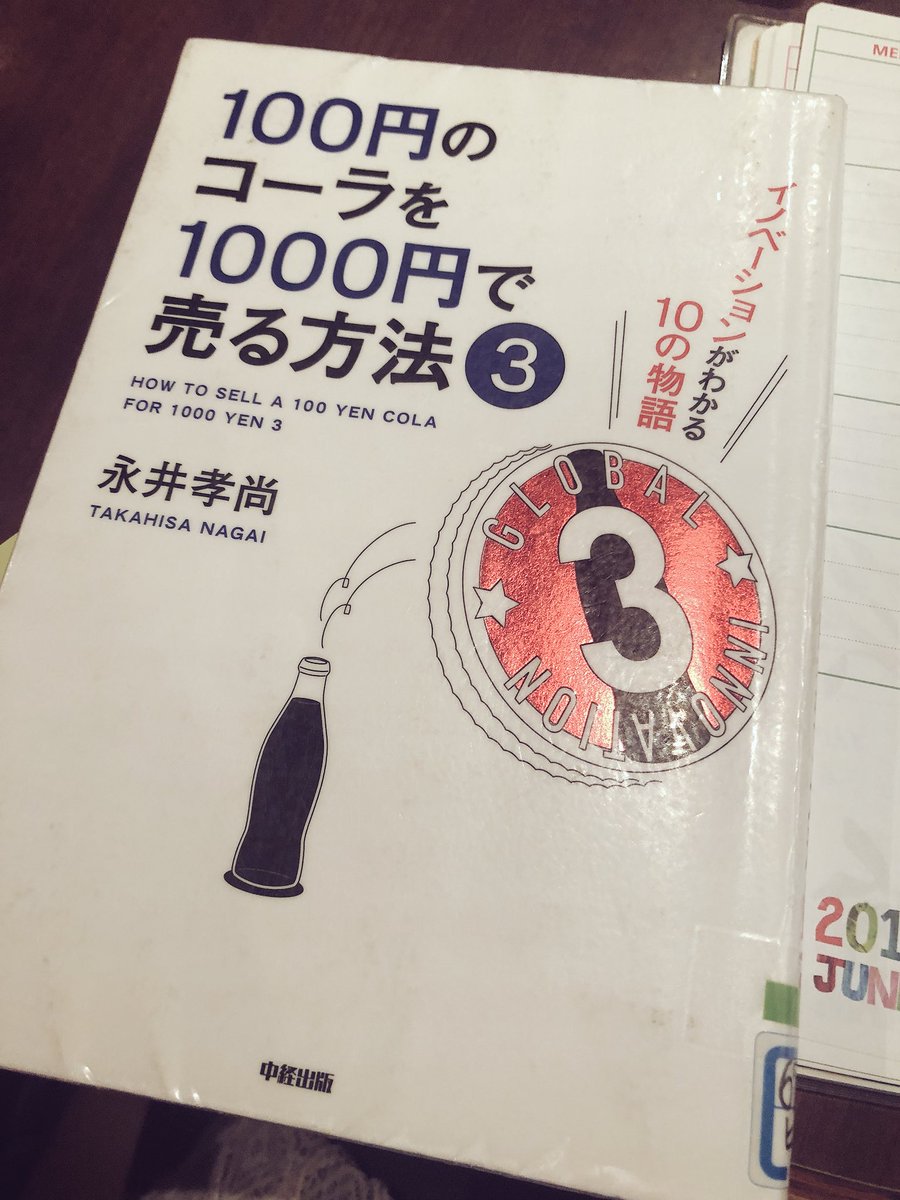 100円の
コーラを
1000円で
売る方法 3
HOW TO SELL A 100 YEN COLA
FOR 1000 YEN 3
永井孝尚
TAKAHISA NAGAI
イノベーションがわかる
10の物語
GLOBAL
3
INNOVATION
中経出版